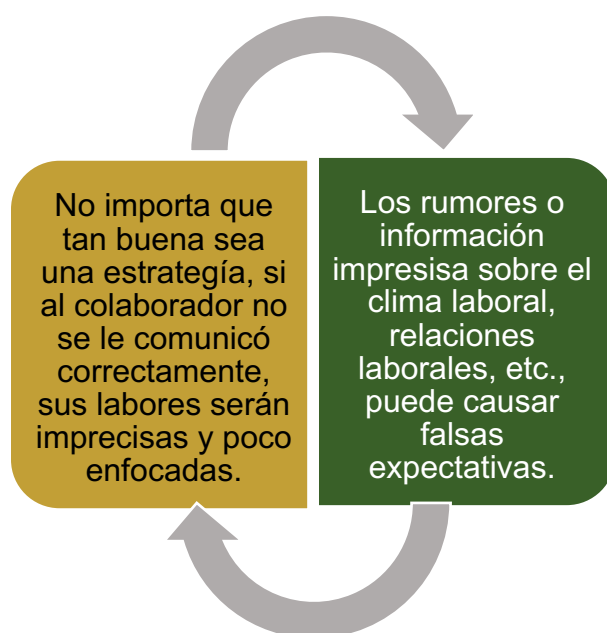 No importa que
tan buena sea
una estrategía, si
al colaborador no
se le comunicó
correctamente,
sus labores serán
imprecisas y poco
enfocadas.
Los rumores o
información
impresisa sobre el
clima laboral,
relaciones
laborales, etc.,
puede causar
falsas
expectativas.